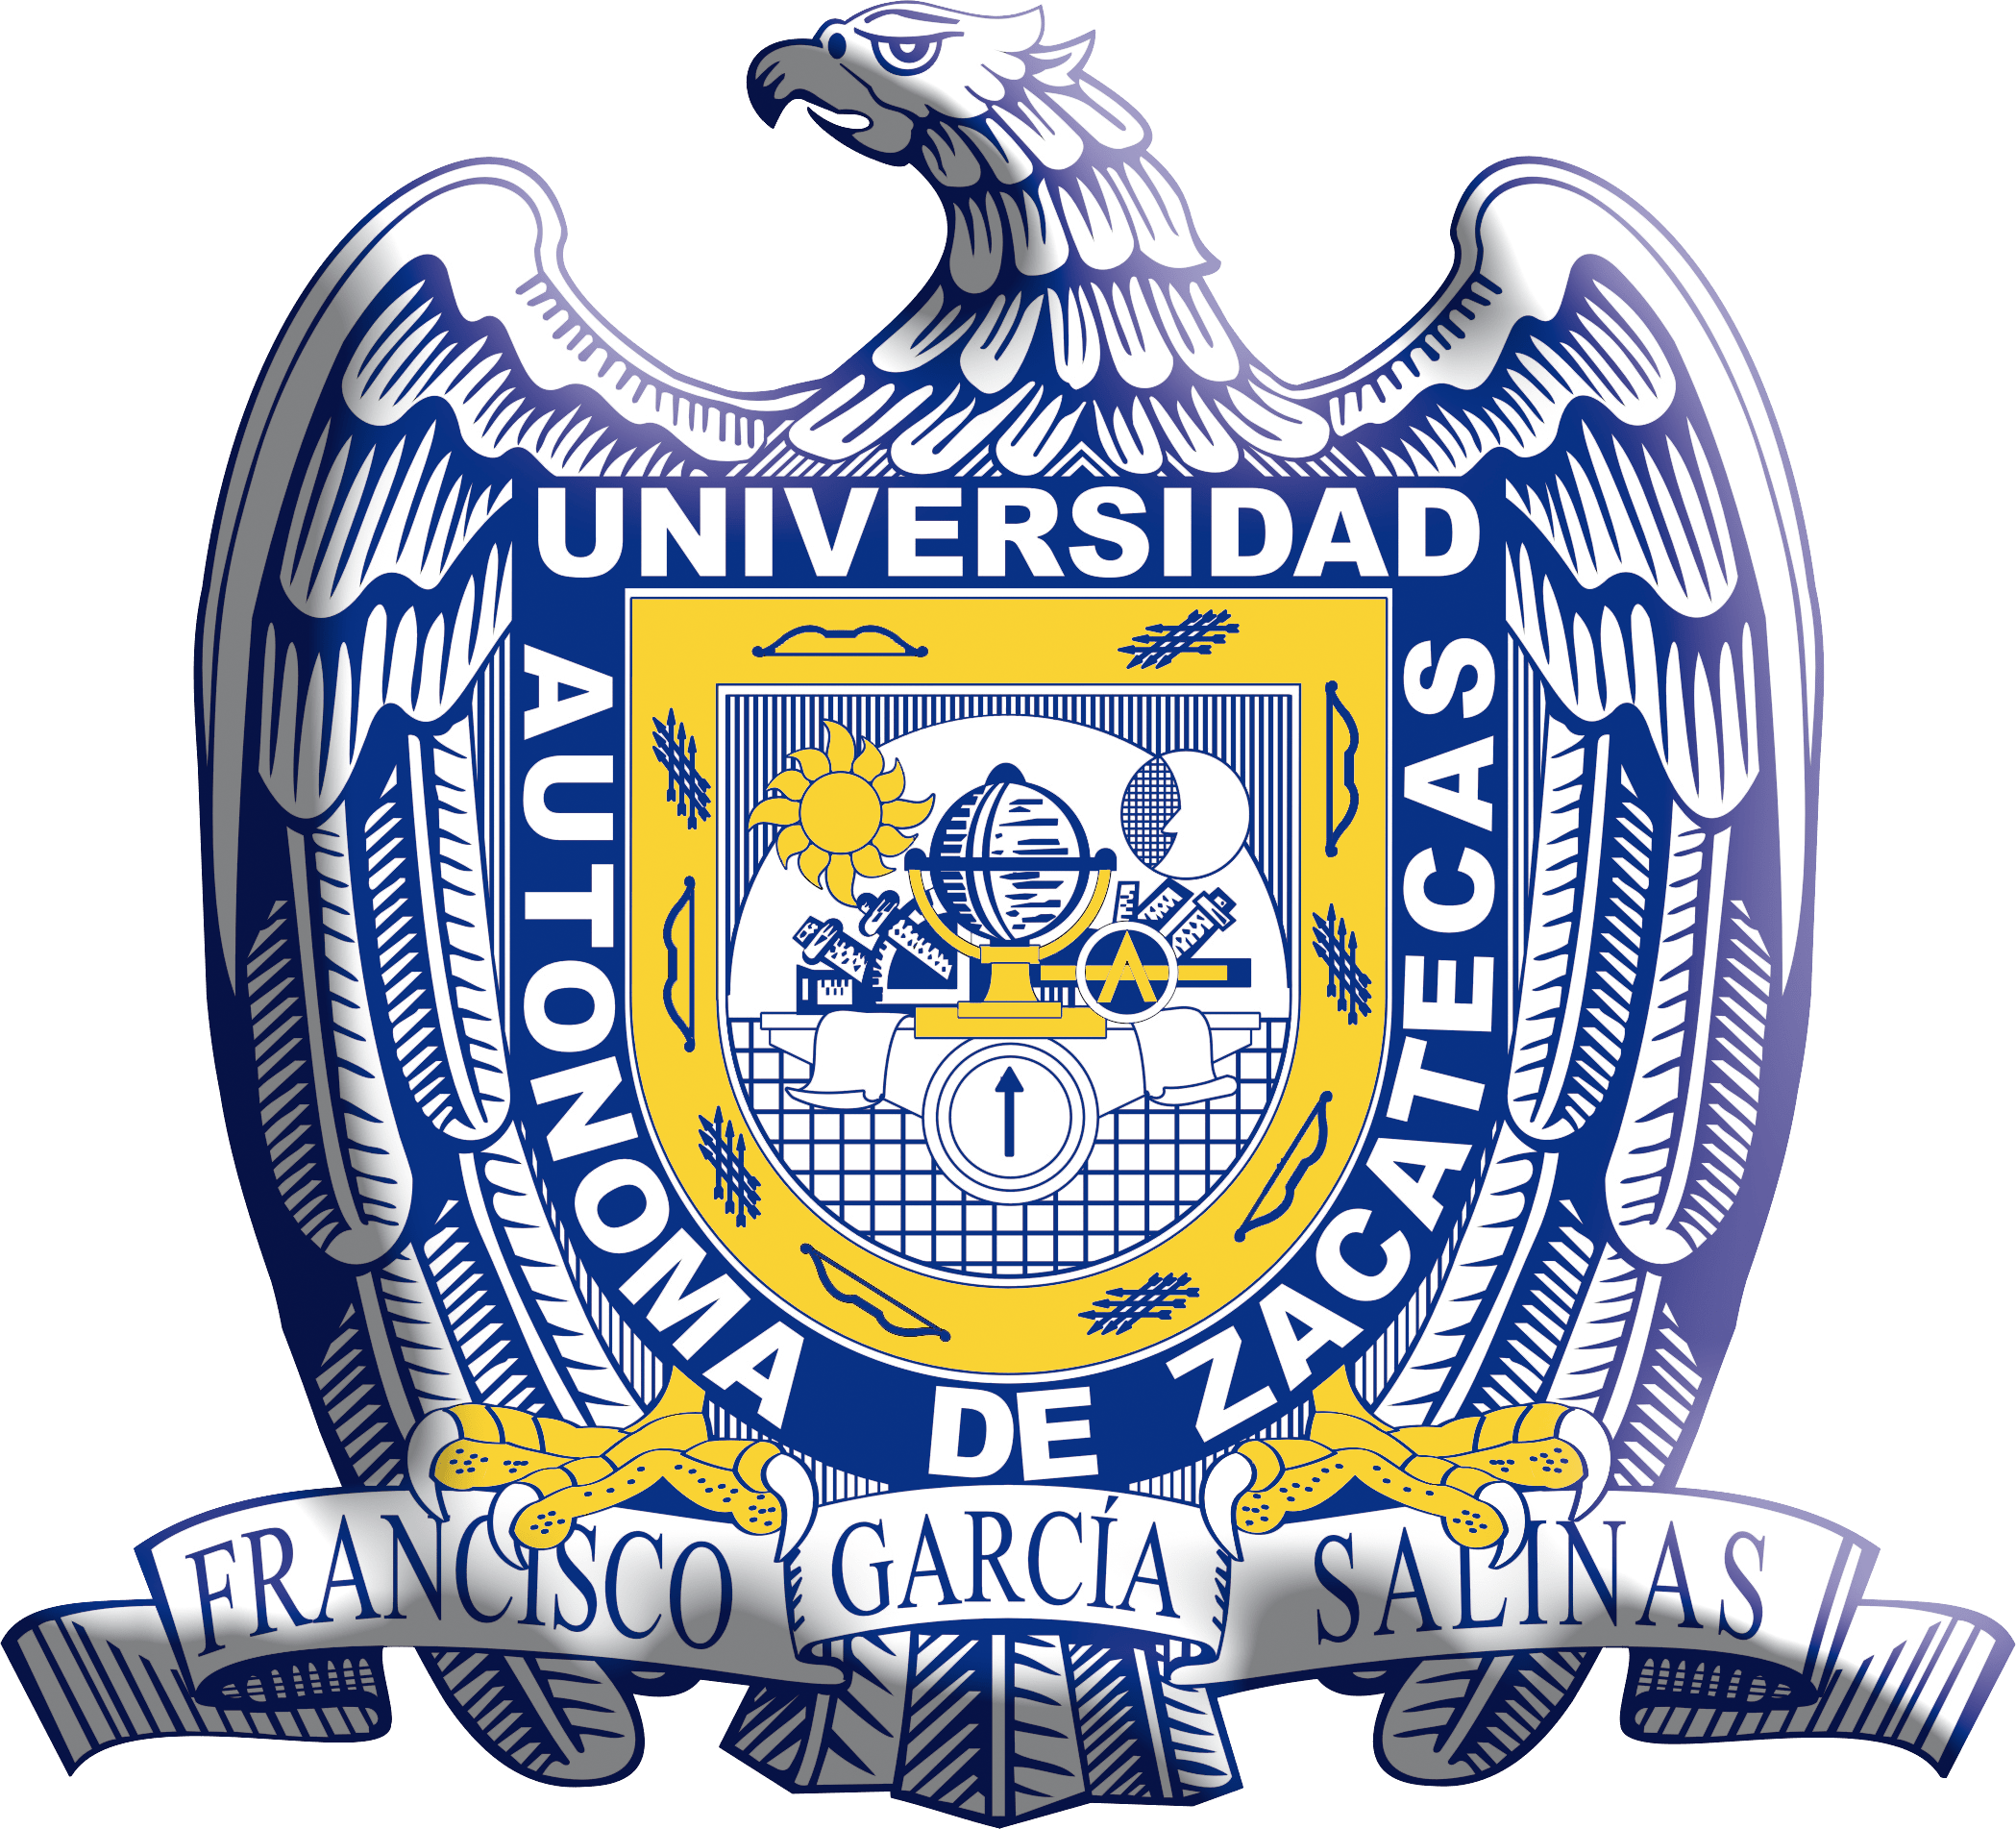 UNIVERSIDAD
AUTONOMA
DE
ZACATECAS
A
FRANCISCO GARCÍA SALINAS